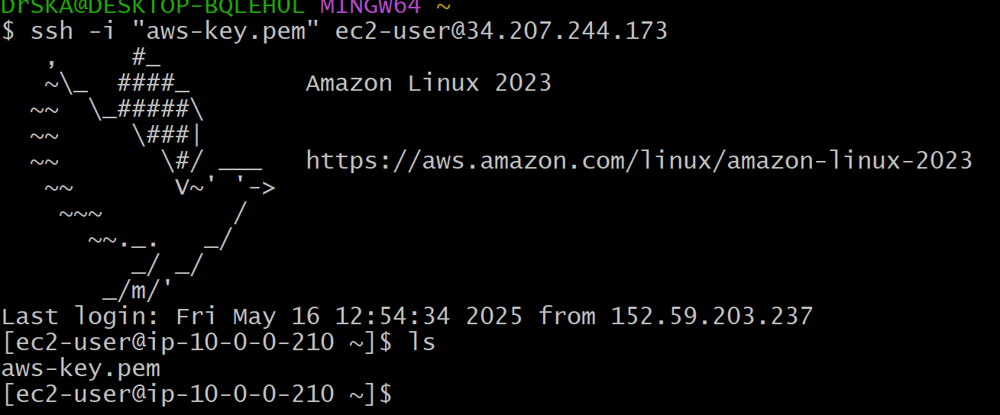 DrSKA@DESKTOP-BQLEH0L MINGW64 ~
$ ssh -i "aws-key.pem" ec2-user@34.207.244.173
   ,     #_
   ~\_  ####_        Amazon Linux 2023
  ~~  \_#####\
  ~~     \###|
  ~~       \#/ ___   https://aws.amazon.com/linux/amazon-linux-2023
   ~~       V~' '->
    ~~~         /
      ~~._.   _/
         _/ _/
       _/m/'
Last login: Fri May 16 12:54:34 2025 from 152.59.203.237
[ec2-user@ip-10-0-0-210 ~]$ ls
aws-key.pem
[ec2-user@ip-10-0-0-210 ~]$